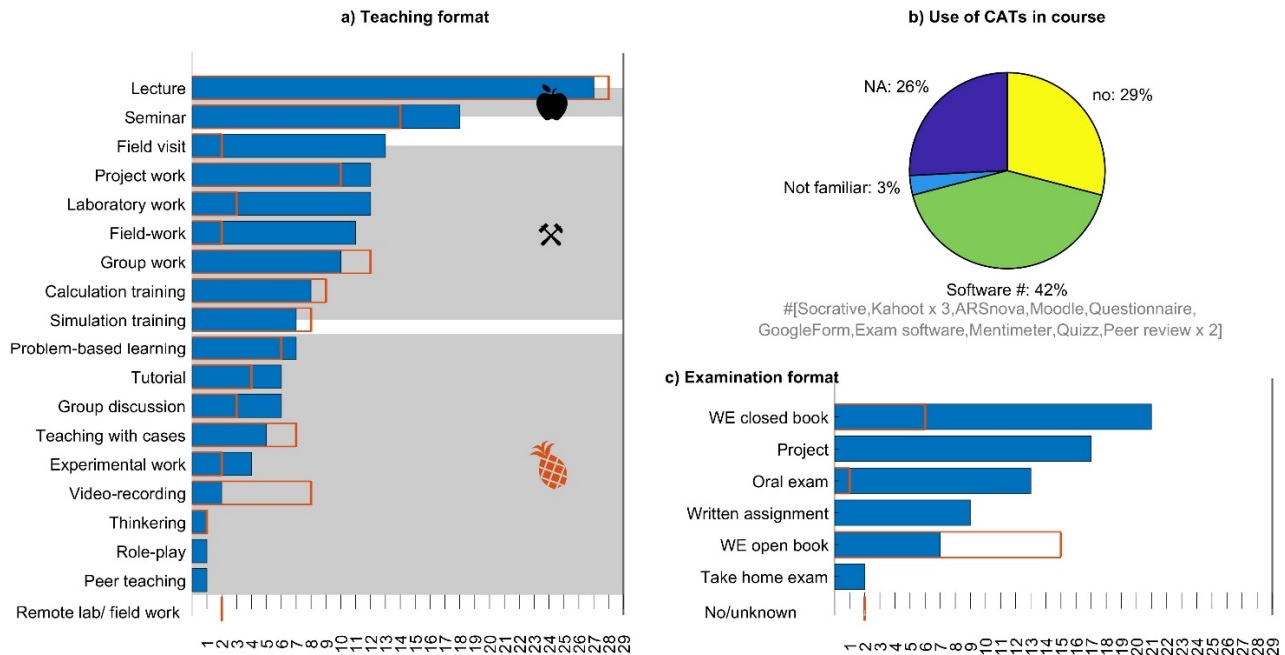 a) Teaching format
Lecture
Seminar
Field visit
Project work
Laboratory work
Field-work
Group work
Calculation training
Simulation training
Problem-based learning
Tutorial
Group discussion
Teaching with cases
Experimental work
Video-recording
Thinkering
Role-play
Peer teaching
Remote lab/ field work
1 2 3 4 5 6 7 8 9 10 11 12 13 14 15 16 17 18 19 20 21 22 23 24 25 26 27 28 29
b) Use of CATs in course
NA: 26%
no: 29%
Not familiar: 3%
Software #: 42%
#[Socrative,Kahoot x 3,ARSnova,Moodle,Questionnaire,
GoogleForm,Exam software,Mentimeter,Quizz,Peer review x 2]
c) Examination format
WE closed book
Project
Oral exam
Written assignment
WE open book
Take home exam
No/unknown
1 2 3 4 5 6 7 8 9 10 11 12 13 14 15 16 17 18 19 20 21 22 23 24 25 26 27 28 29